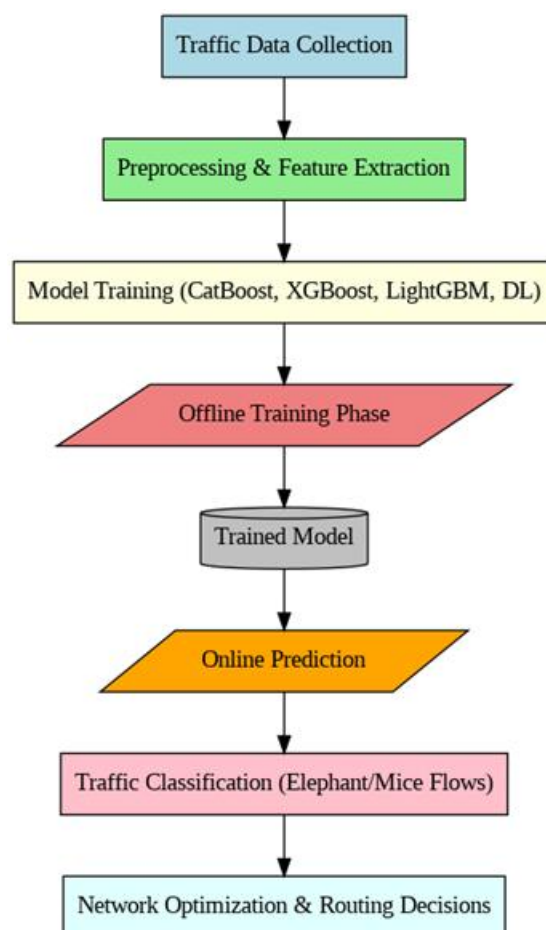 Traffic Data Collection
Preprocessing & Feature Extraction
Model Training (CatBoost, XGBoost, LightGBM, DL)
Offline Training Phase
Trained Model
Online Prediction
Traffic Classification (Elephant/Mice Flows)
Network Optimization & Routing Decisions